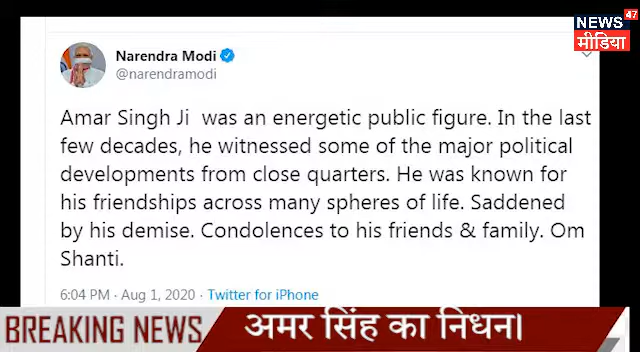 NEWS 47
मीडिया
Narendra Modi
@narendramodi
Amar Singh Ji was an energetic public figure. In the last
few decades, he witnessed some of the major political
developments from close quarters. He was known for
his friendships across many spheres of life. Saddened
by his demise. Condolences to his friends & family. Om
Shanti.
6:04 PM · Aug 1, 2020 · Twitter for iPhone
BREAKING NEWS अमर सिंह का निधन।